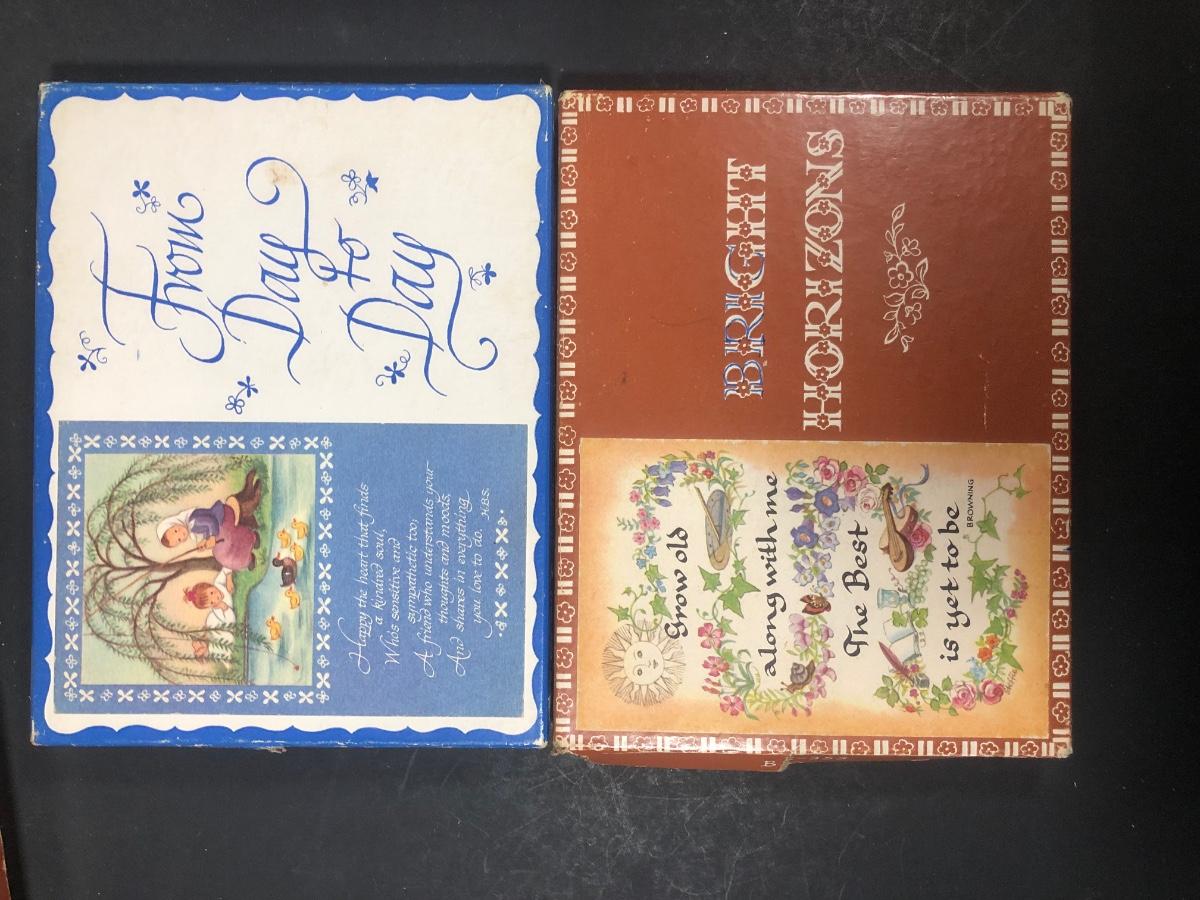 From
Day
to
Day
Happy the heart that finds
a kindred soul,
Who's sensitive and
sympathetic too;
A friend who understands your
thoughts and moods,
And shares in everything
you love to do. H.B.S.
BRIGHT
HORIZONS
Grow old
along with me
The Best
is yet to be
BROWNING
B